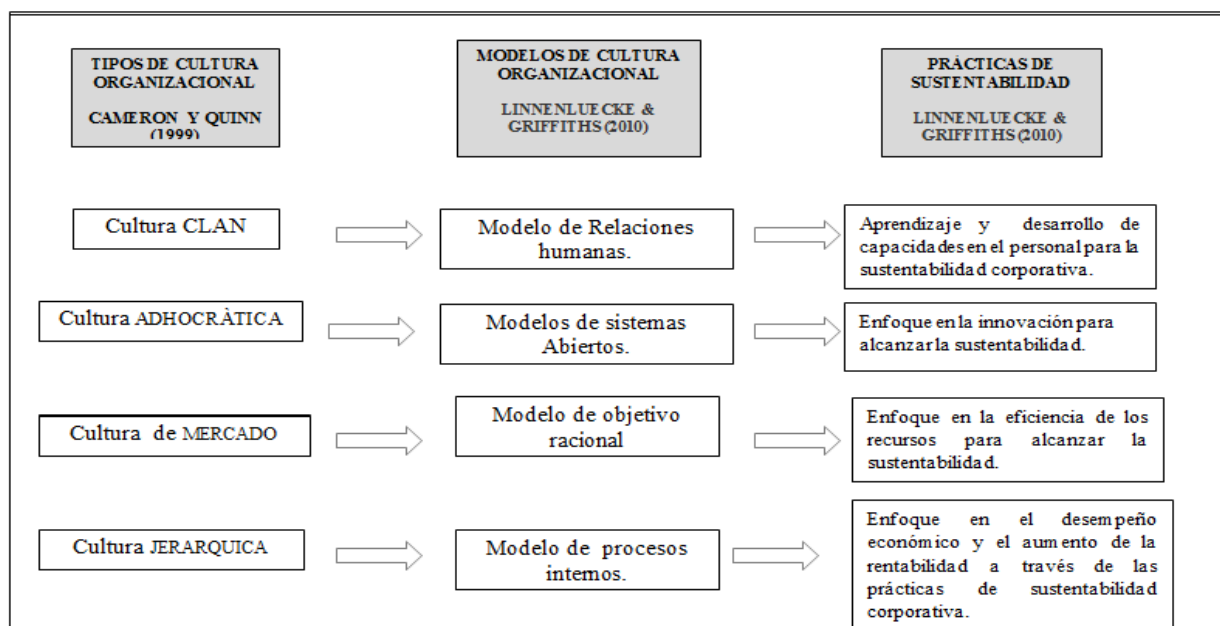 TIPOS DE CULTURA
ORGANIZACIONAL
CAMERON Y QUINN
(1999)
MODELOS DE CULTURA
ORGANIZACIONAL
LINNENLUECKE &
GRIFFITHS (2010)
PRÁCTICAS DE
SUSTENTABILIDAD
LINNENLUECKE &
GRIFFITHS (2010)
Cultura CLAN
Modelo de Relaciones
humanas.
Aprendizaje y desarrollo de
capacidades en el personal para la
sustentabilidad corporativa.
Cultura ADHOCRÀTICA
Modelos de sistemas
Abiertos.
Enfoque en la innovación para
alcanzar la sustentabilidad.
Cultura de MERCADO
Modelo de objetivo
racional
Enfoque en la eficiencia de los
recursos para alcanzar la
sustentabilidad.
Cultura JERARQUICA
Modelo de procesos
internos.
Enfoque en el desempeño
económico y el aumento de la
rentabilidad a través de las
prácticas de sustentabilidad
corporativa.